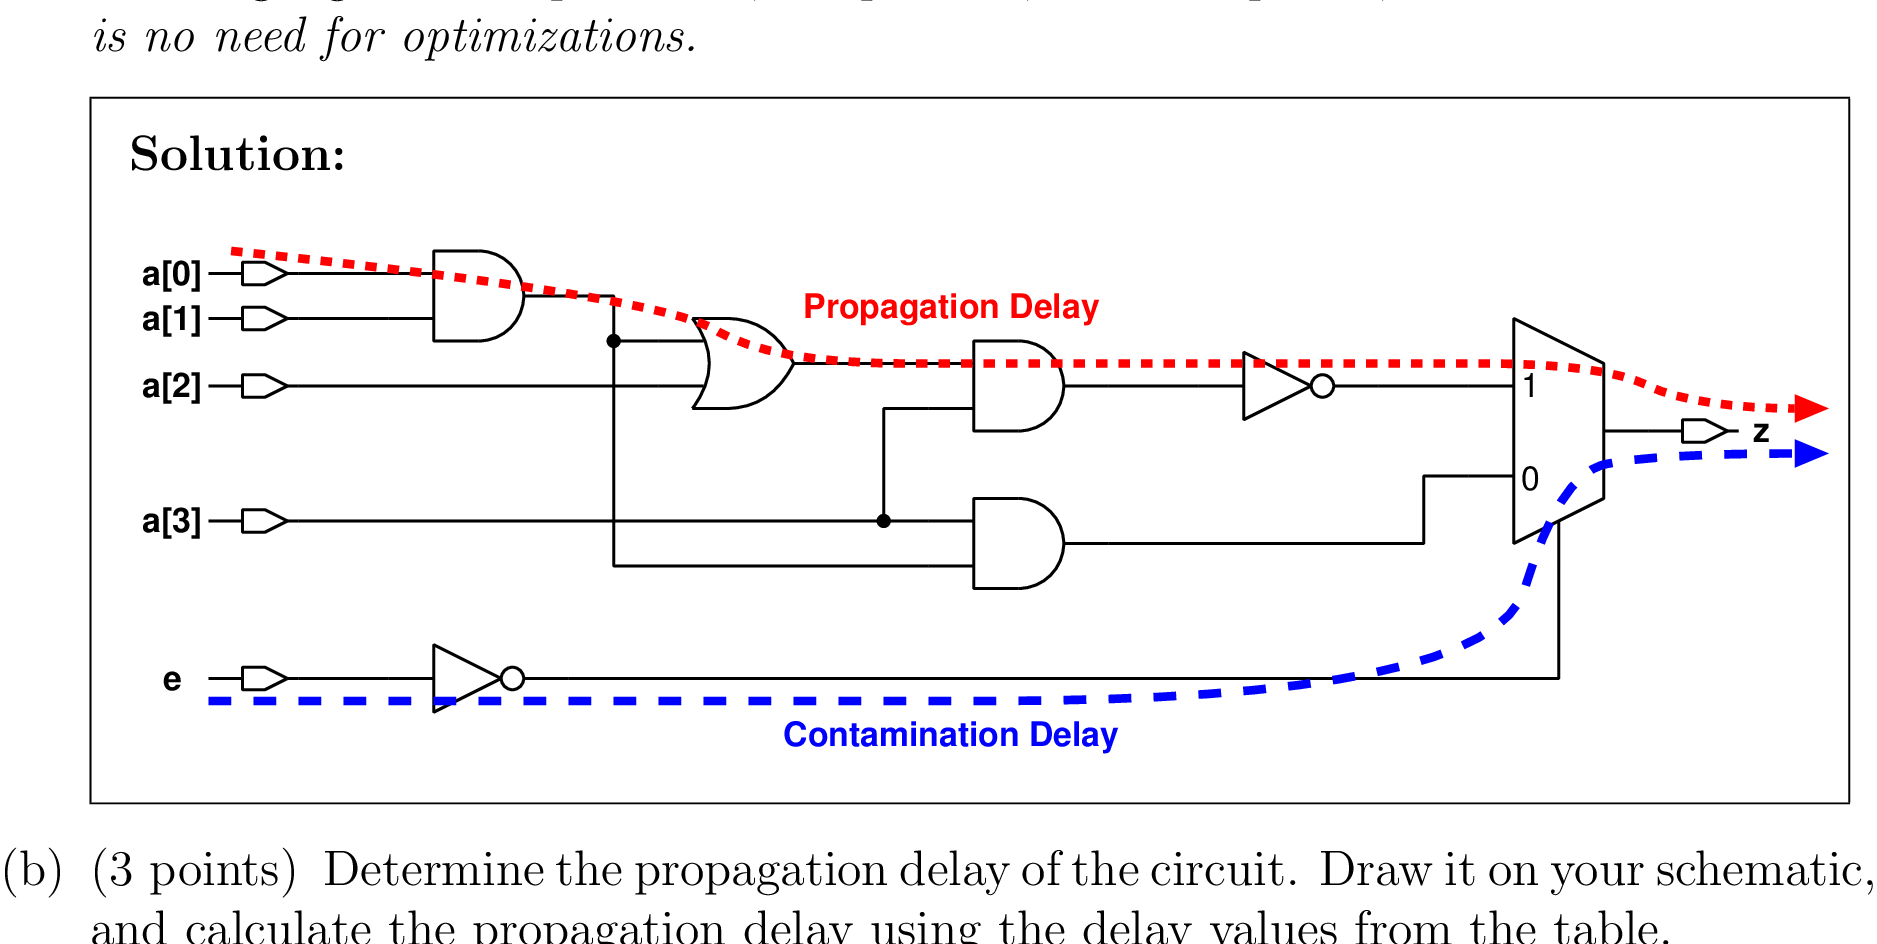 is no need for optimizations.
Solution:
a[0]
a[1]
Propagation Delay
a[2]
1
z
0
a[3]
e
Contamination Delay
(b) (3 points) Determine the propagation delay of the circuit. Draw it on your schematic,
and calculate the propagation delay using the delay values from the table.